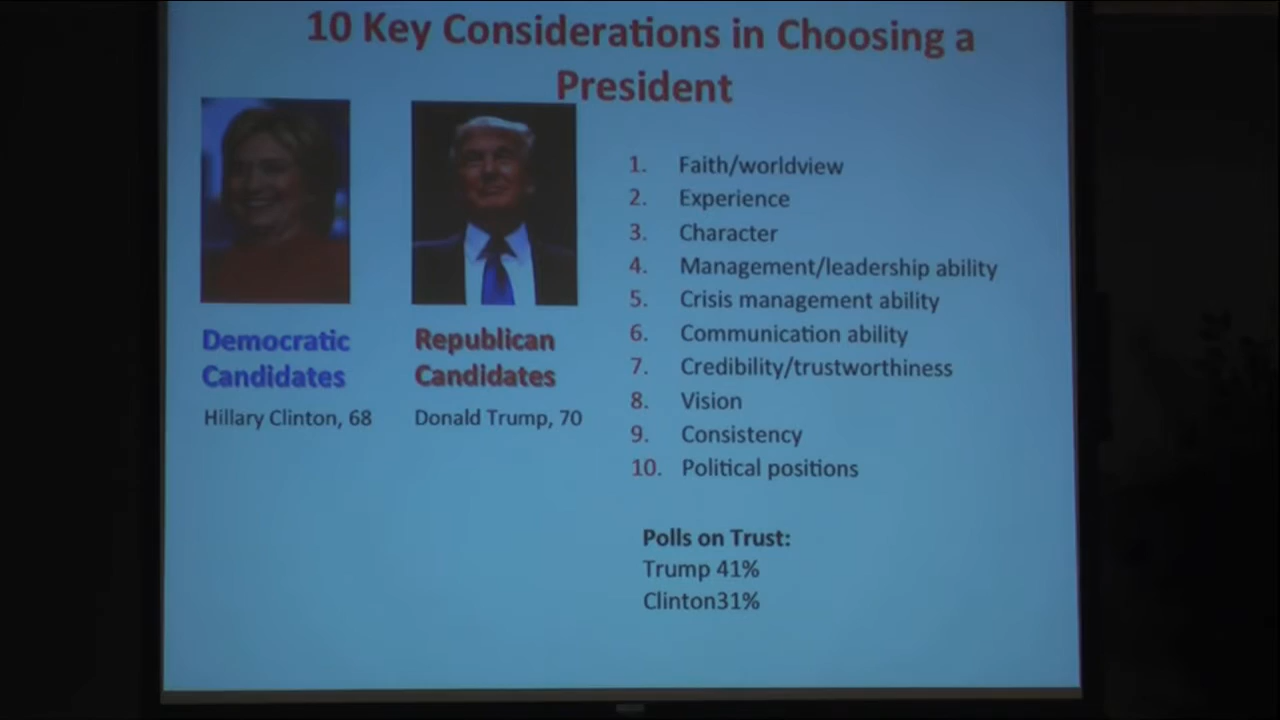 10 Key Considerations in Choosing a
President
Democratic
Candidates
Hillary Clinton, 68
Republican
Candidates
Donald Trump, 70
1. Faith/worldview
2. Experience
3. Character
4. Management/leadership ability
5. Crisis management ability
6. Communication ability
7. Credibility/trustworthiness
8. Vision
9. Consistency
10. Political positions
Polls on Trust:
Trump 41%
Clinton31%